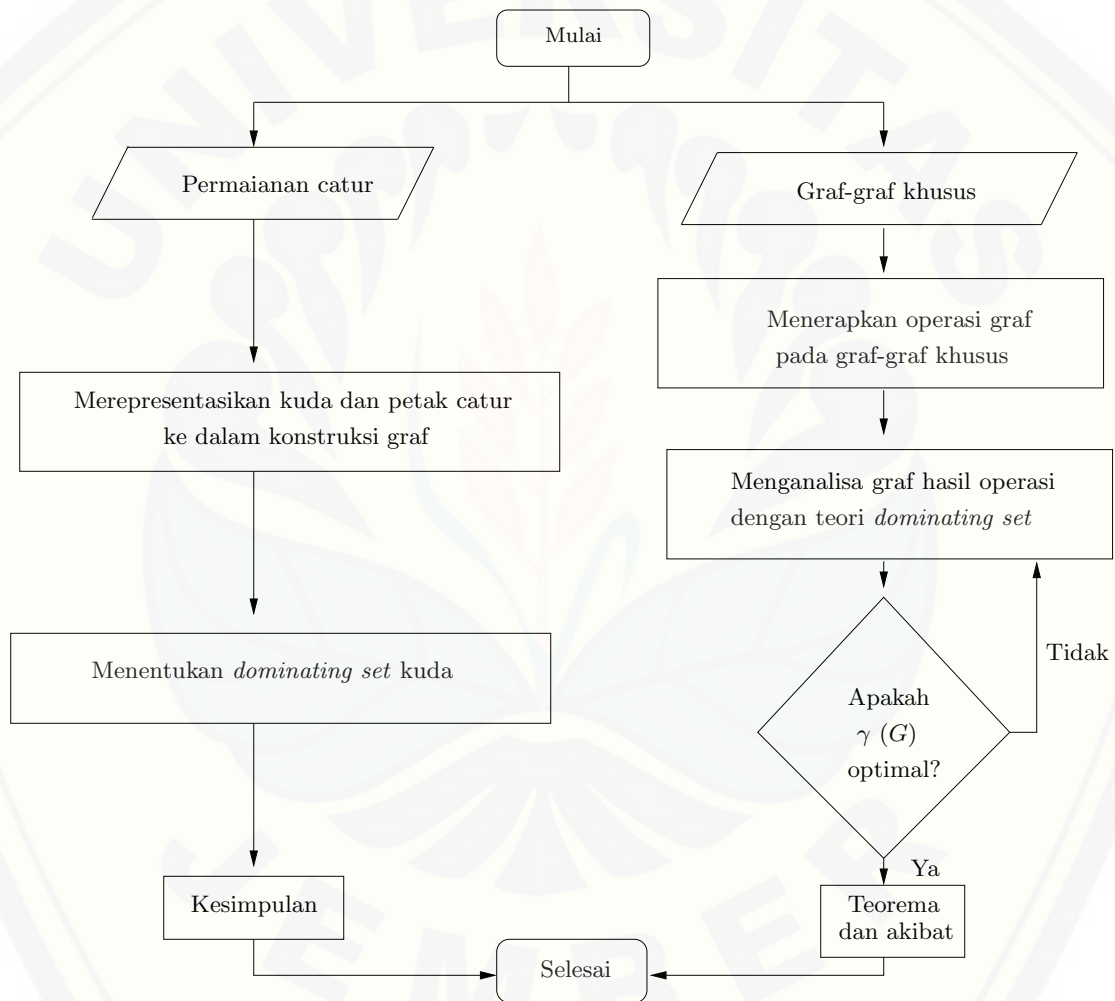 Mulai
Permaianan catur
Graf-graf khusus
Menerapkan operasi graf
pada graf-graf khusus
Merepresentasikan kuda dan petak catur
ke dalam konstruksi graf
Menganalisa graf hasil operasi
dengan teori dominating set
Menentukan dominating set kuda
Tidak
Apakah
γ (G)
optimal?
Ya
Kesimpulan
Teorema
dan akibat
Selesai
UNIVERSITAS
JEMBER